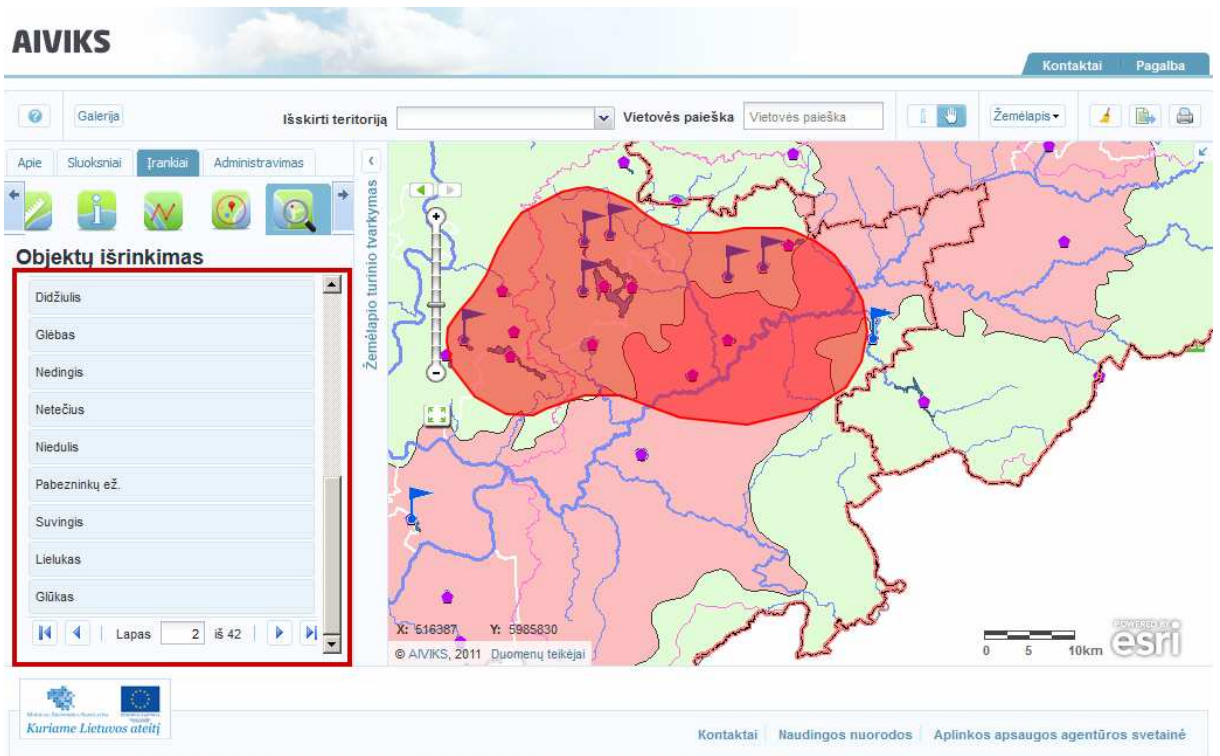 AIVIKS
Kontaktai Pagalba
Galerija Išskirti teritoriją Vietovės paieška Vietovės paieška Žemėlapis
Apie Sluoksniai Įrankiai Administravimas
Objektų išrinkimas
Žemėlapio turinio tvarkymas
Didžiulis
Glėbas
Nedingis
Netečius
Niedulis
Pabezninkų ež.
Suvingis
Lielukas
Glūkas
Lapas 2 iš 42
X: 516387 Y: 5985830
© AIVIKS, 2011 Duomenų teikėjai
0 5 10km
POWERED BY
esri
Kuriame Lietuvos ateitį
Kontaktai Naudingos nuorodos Aplinkos apsaugos agentūros svetainė